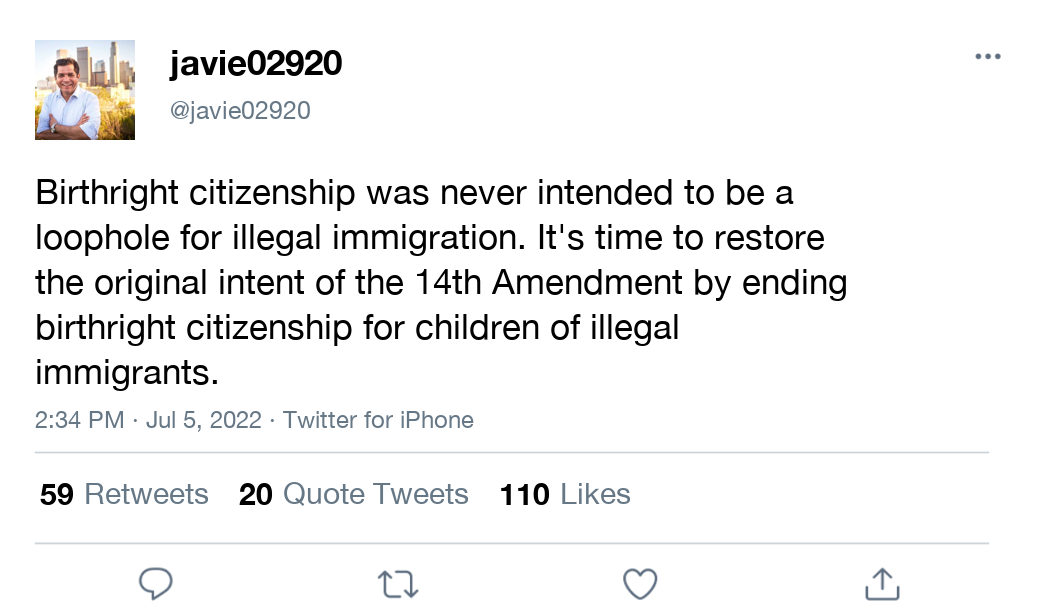 javie02920
@javie02920
Birthright citizenship was never intended to be a
loophole for illegal immigration. It's time to restore
the original intent of the 14th Amendment by ending
birthright citizenship for children of illegal
immigrants.
2:34 PM · Jul 5, 2022 · Twitter for iPhone
59 Retweets 20 Quote Tweets 110 Likes